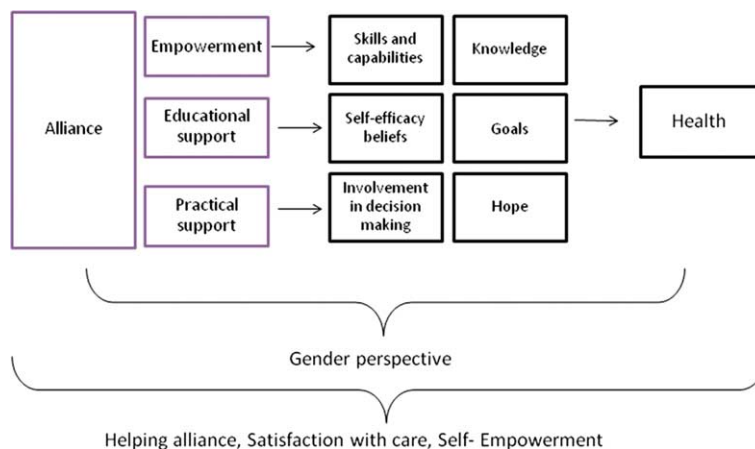 Alliance
Empowerment
Skills and
capabilities
Knowledge
Educational
support
Self-efficacy
beliefs
Goals
Health
Practical
support
Involvement
in decision
making
Hope
Gender perspective
Helping alliance, Satisfaction with care, Self- Empowerment